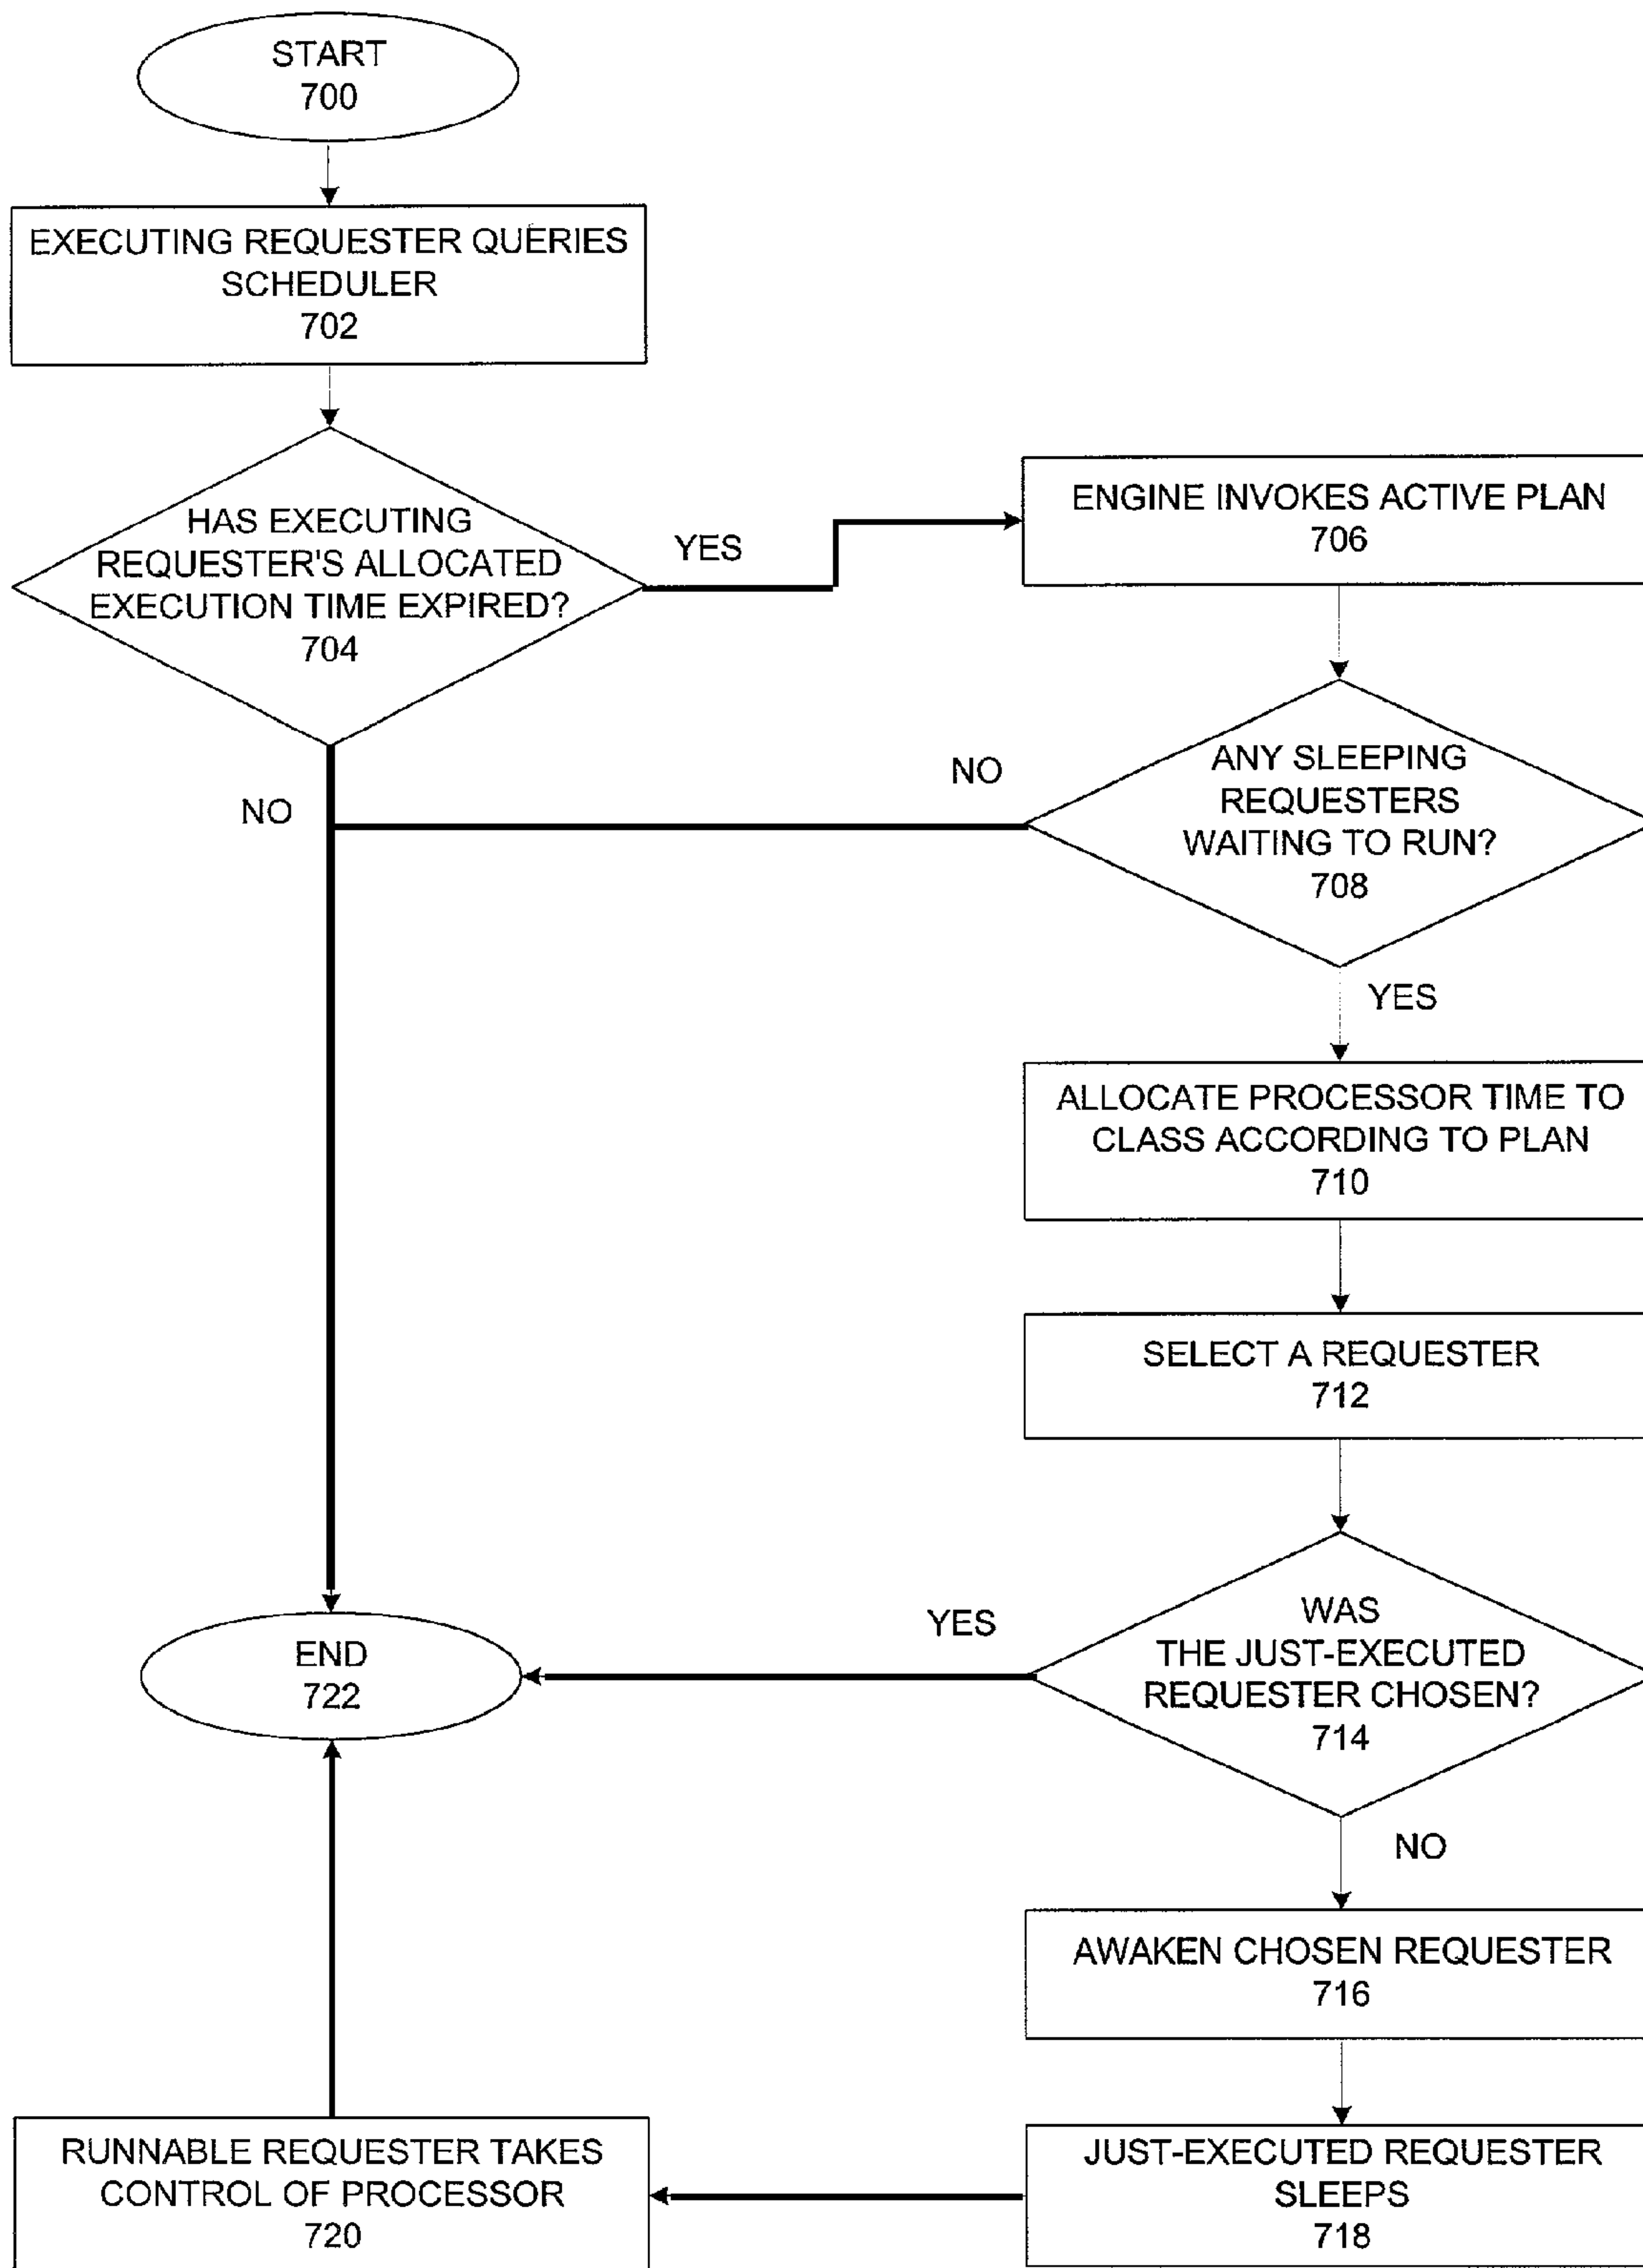 START
700
EXECUTING REQUESTER QUERIES
SCHEDULER
702
HAS EXECUTING
REQUESTER'S ALLOCATED
EXECUTION TIME EXPIRED?
704
YES
NO
ENGINE INVOKES ACTIVE PLAN
706
ANY SLEEPING
REQUESTERS
WAITING TO RUN?
708
NO
YES
ALLOCATE PROCESSOR TIME TO
CLASS ACCORDING TO PLAN
710
SELECT A REQUESTER
712
WAS
THE JUST-EXECUTED
REQUESTER CHOSEN?
714
YES
NO
END
722
AWAKEN CHOSEN REQUESTER
716
JUST-EXECUTED REQUESTER
SLEEPS
718
RUNNABLE REQUESTER TAKES
CONTROL OF PROCESSOR
720